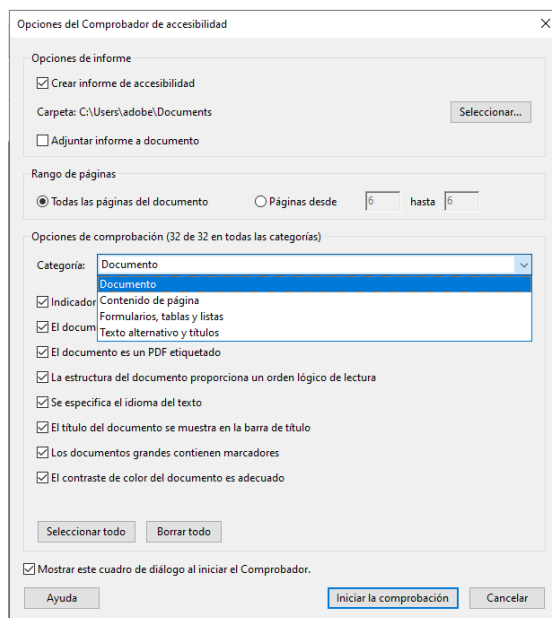 Opciones del Comprobador de accesibilidad
Opciones de informe
Crear informe de accesibilidad
Carpeta: C:\Users\adobe\Documents
Seleccionar...
Adjuntar informe a documento
Rango de páginas
Todas las páginas del documento
Páginas desde 6 hasta 6
Opciones de comprobación (32 de 32 en todas las categorías)
Categoría: Documento
Documento
Contenido de página
Formularios, tablas y listas
Texto alternativo y títulos
Indicador
El docum
El documento es un PDF etiquetado
La estructura del documento proporciona un orden lógico de lectura
Se especifica el idioma del texto
El título del documento se muestra en la barra de título
Los documentos grandes contienen marcadores
El contraste de color del documento es adecuado
Seleccionar todo
Borrar todo
Mostrar este cuadro de diálogo al iniciar el Comprobador.
Ayuda
Iniciar la comprobación
Cancelar